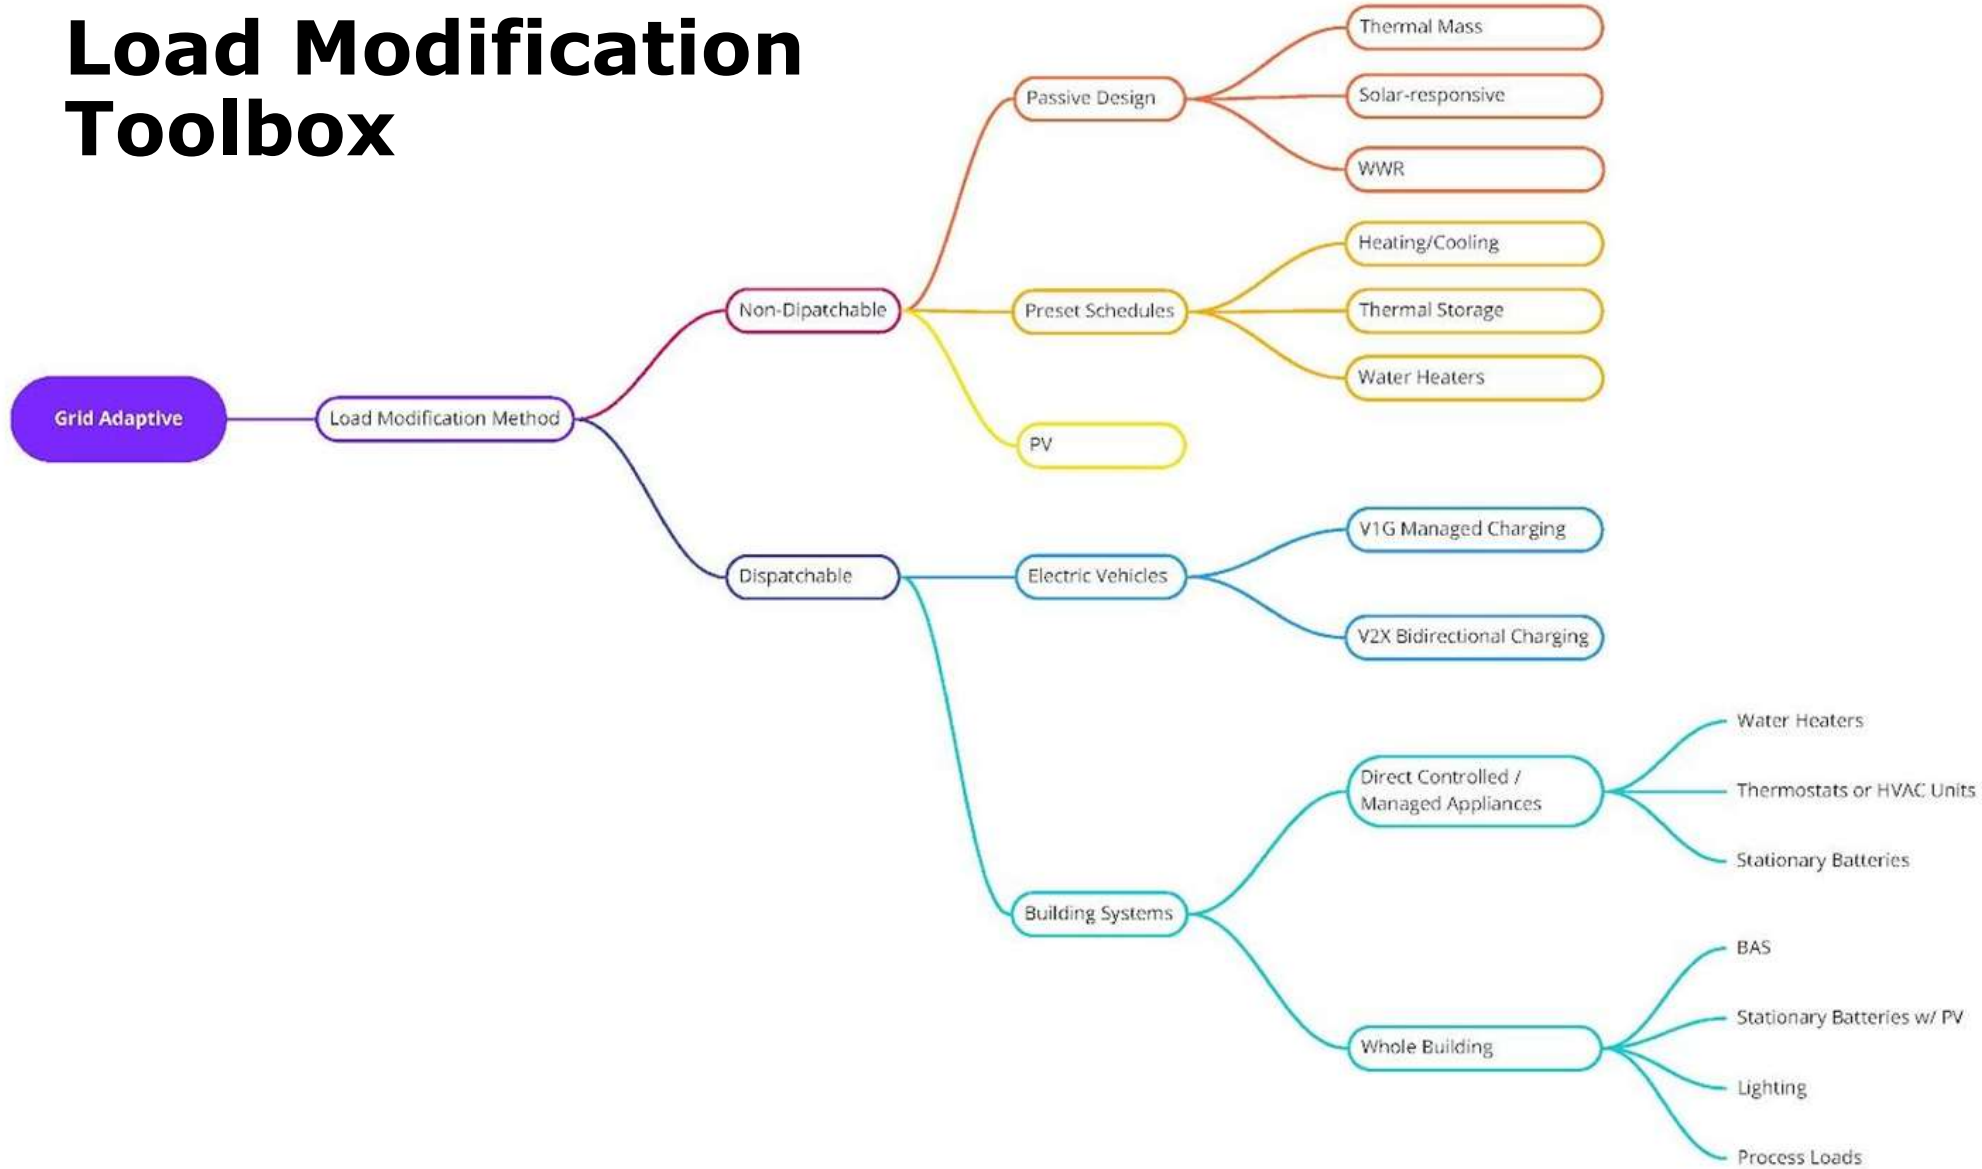 Load Modification
Toolbox
Grid Adaptive
Load Modification Method
Non-Dipatchable
Passive Design
Thermal Mass
Solar-responsive
WWR
Preset Schedules
Heating/Cooling
Thermal Storage
Water Heaters
PV
Dispatchable
Electric Vehicles
V1G Managed Charging
V2X Bidirectional Charging
Building Systems
Direct Controlled /
Managed Appliances
Water Heaters
Thermostats or HVAC Units
Stationary Batteries
Whole Building
BAS
Stationary Batteries w/ PV
Lighting
Process Loads